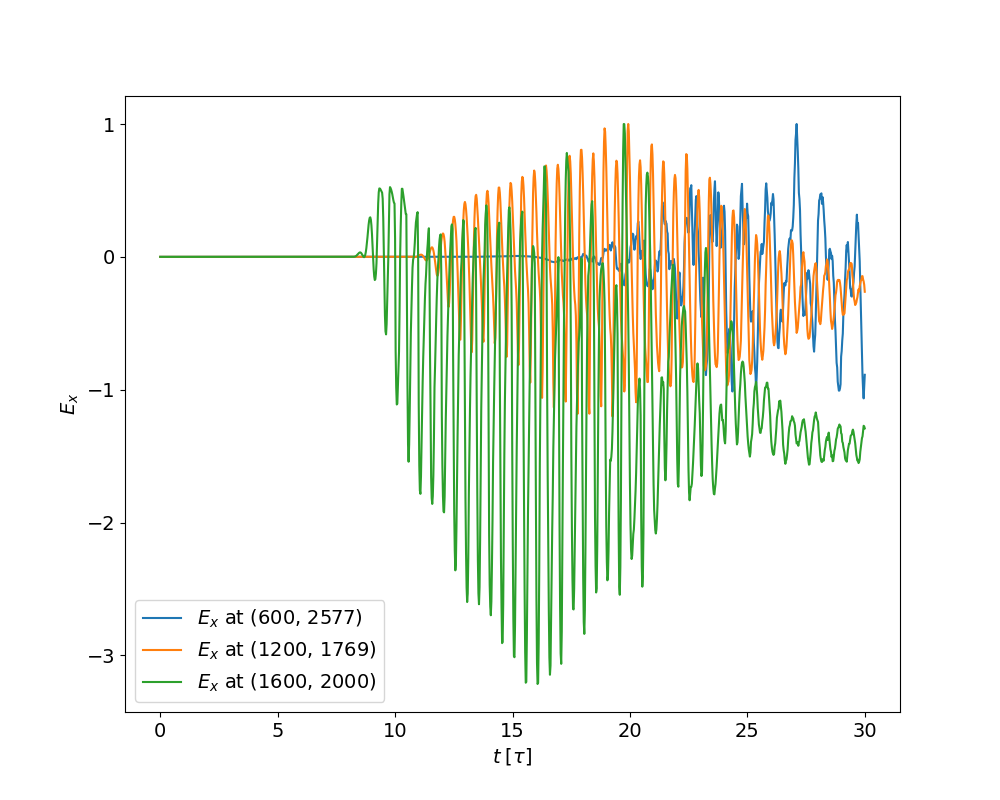 1
0
−1
−2
−3
E_x
E_x at (600, 2577)
E_x at (1200, 1769)
E_x at (1600, 2000)
0 5 10 15 20 25 30
t [τ]